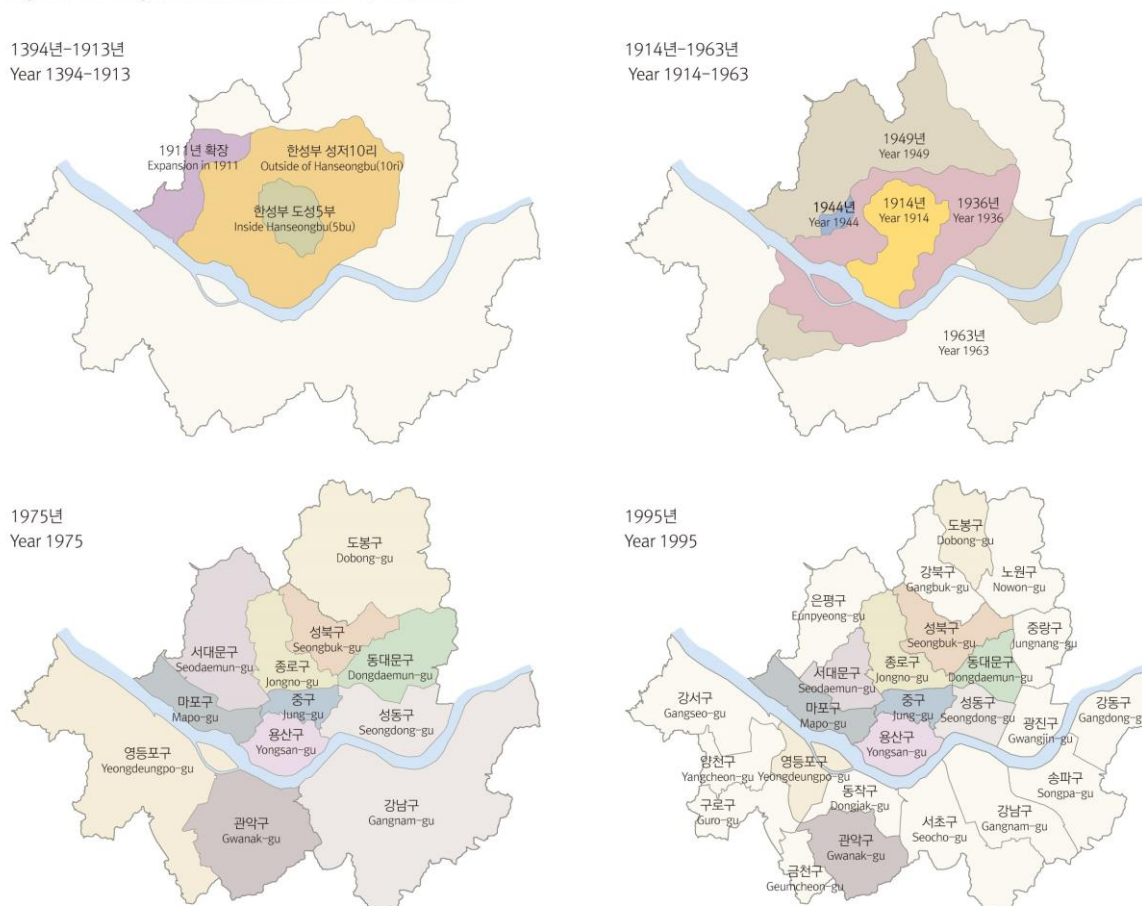 1394년-1913년
Year 1394-1913
1911년 확장
Expansion in 1911
한성부 성저10리
Outside of Hanseongbu(10ri)
한성부 도성5부
Inside Hanseongbu(5bu)
1914년-1963년
Year 1914-1963
1949년
Year 1949
1944년
Year 1944
1914년
Year 1914
1936년
Year 1936
1963년
Year 1963
1975년
Year 1975
도봉구
Dobong-gu
성북구
Seongbuk-gu
서대문구
Seodaemun-gu
종로구
Jongno-gu
동대문구
Dongdaemun-gu
마포구
Mapo-gu
중구
Jung-gu
성동구
Seongdong-gu
용산구
Yongsan-gu
영등포구
Yeongdeungpo-gu
관악구
Gwanak-gu
강남구
Gangnam-gu
1995년
Year 1995
도봉구
Dobong-gu
강북구
Gangbuk-gu
노원구
Nowon-gu
은평구
Eunpyeong-gu
성북구
Seongbuk-gu
중랑구
Jungnang-gu
서대문구
Seodaemun-gu
종로구
Jongno-gu
동대문구
Dongdaemun-gu
강서구
Gangseo-gu
마포구
Mapo-gu
중구
Jung-gu
성동구
Seongdong-gu
광진구
Gwangjin-gu
강동구
Gangdong-g
용산구
Yongsan-gu
양천구
Yangcheon-gu
영등포구
Yeongdeungpo-gu
동작구
Dongjak-gu
송파구
Songpa-gu
구로구
Guro-gu
관악구
Gwanak-gu
서초구
Seocho-gu
강남구
Gangnam-gu
금천구
Geumcheon-gu